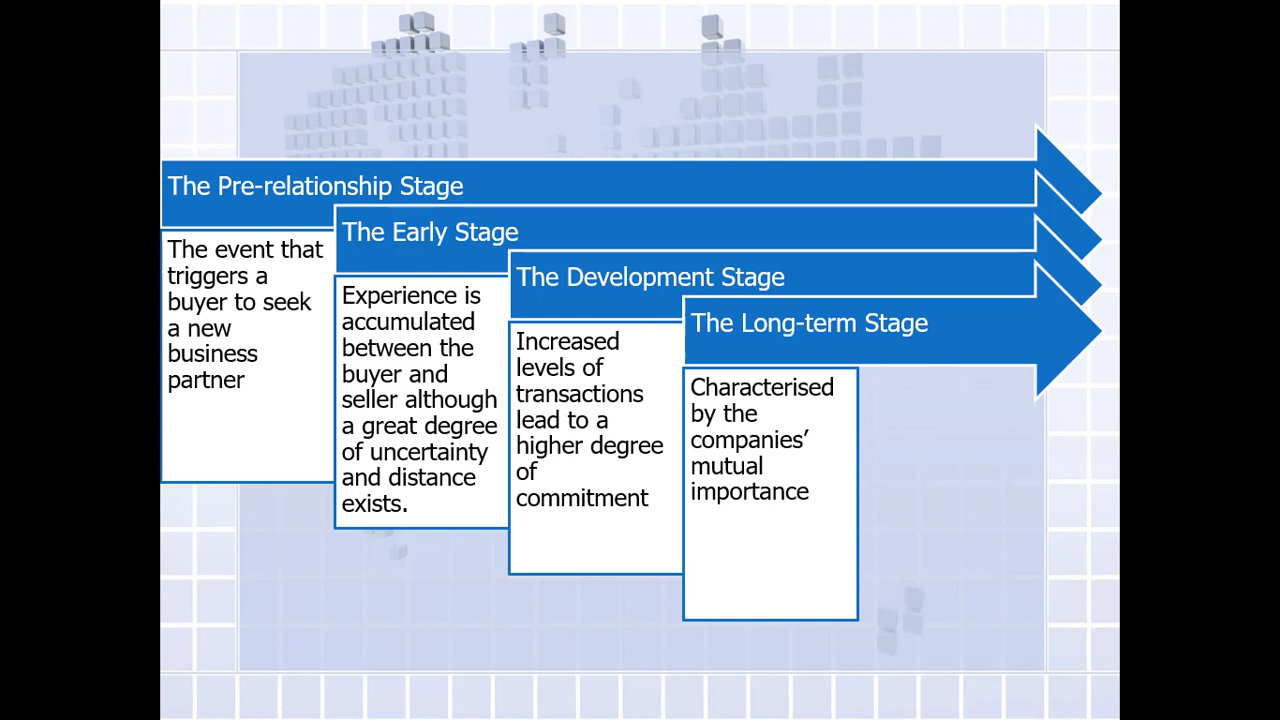 The Pre-relationship Stage
The event that
triggers a
buyer to seek
a new
business
partner
The Early Stage
Experience is
accumulated
between the
buyer and
seller although
a great degree
of uncertainty
and distance
exists.
The Development Stage
Increased
levels of
transactions
lead to a
higher degree
of
commitment
The Long-term Stage
Characterised
by the
companies’
mutual
importance